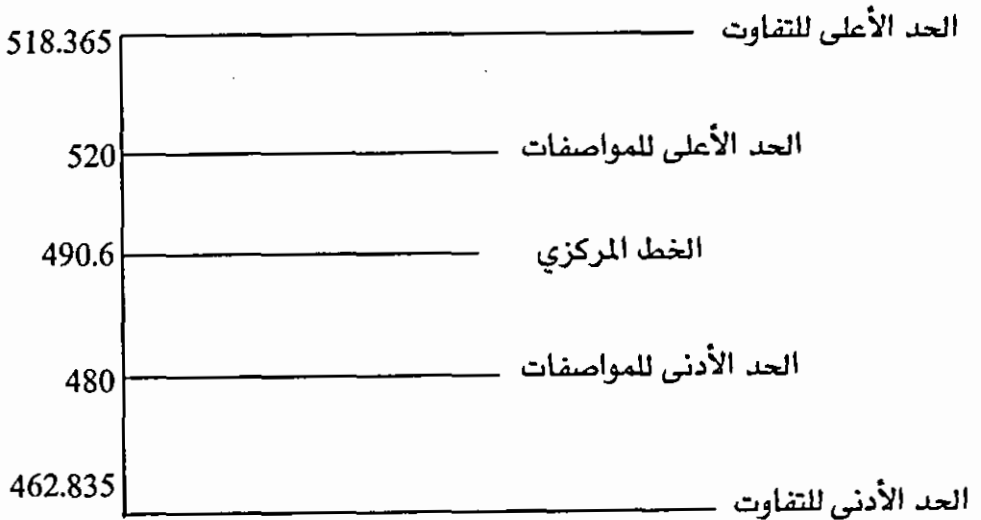 518.365 الحد الأعلى للتفاوت
520 الحد الأعلى للمواصفات
490.6 الخط المركزي
480 الحد الأدنى للمواصفات
462.835 الحد الأدنى للتفاوت